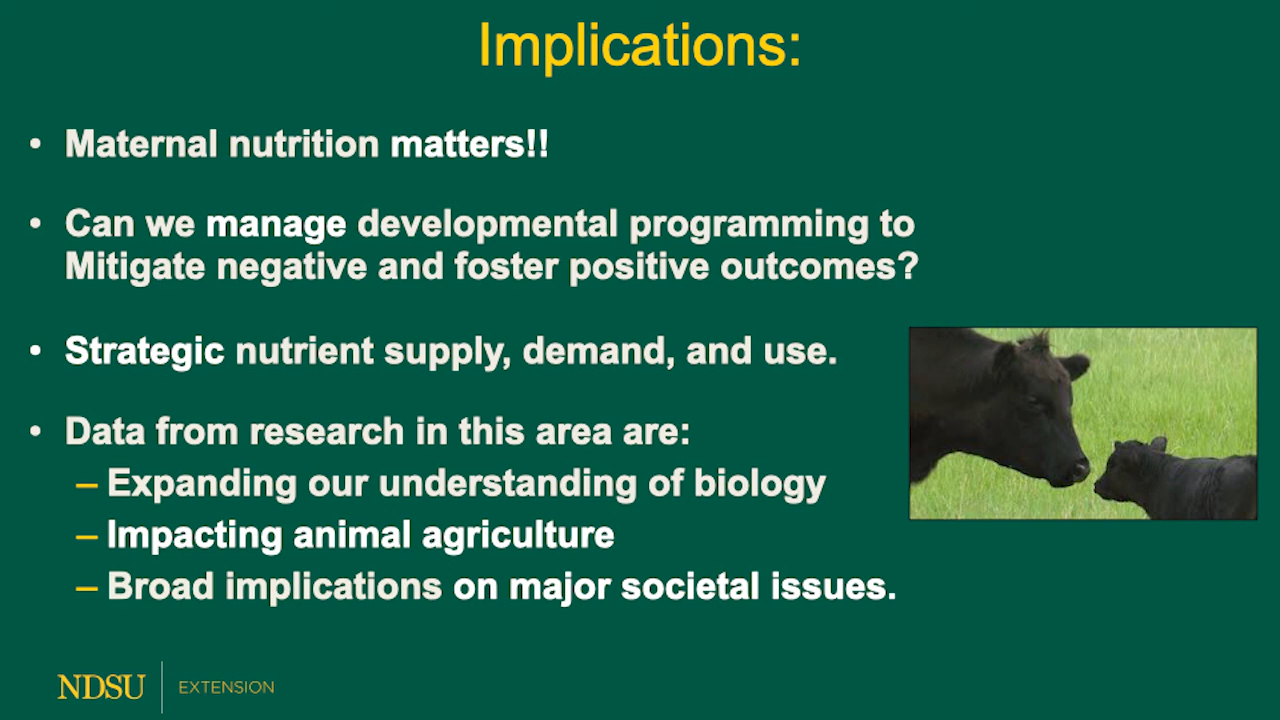 Implications:
• Maternal nutrition matters!!
• Can we manage developmental programming to
Mitigate negative and foster positive outcomes?
• Strategic nutrient supply, demand, and use.
• Data from research in this area are:
– Expanding our understanding of biology
– Impacting animal agriculture
– Broad implications on major societal issues.
NDSU EXTENSION